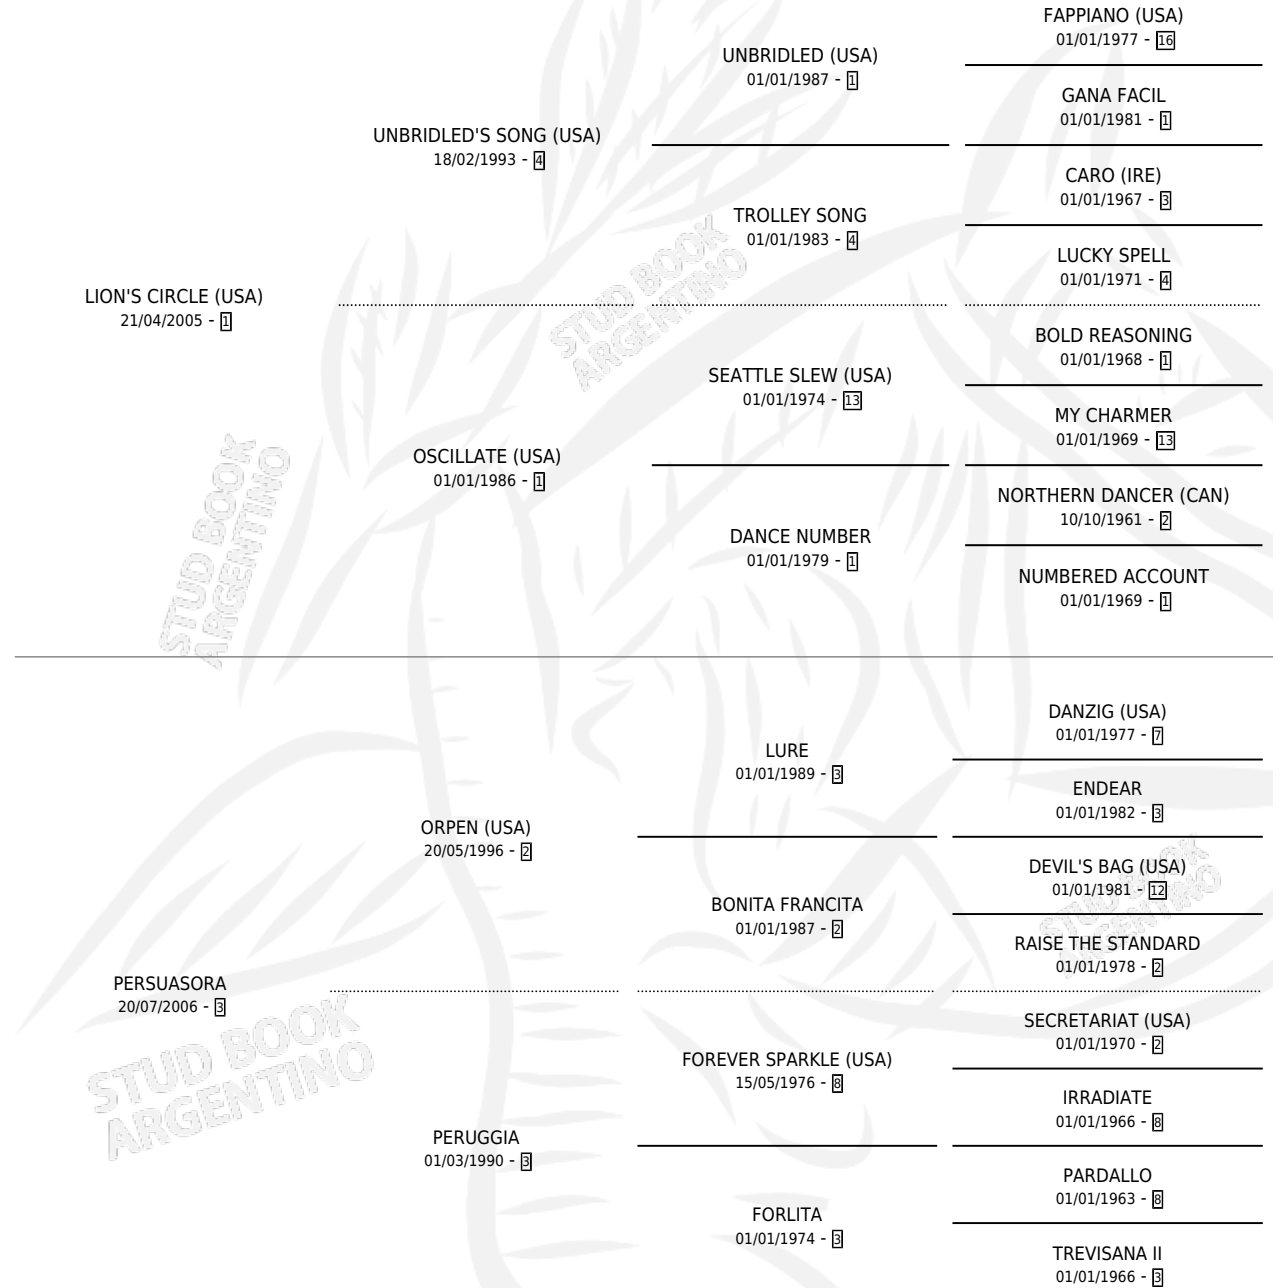 FAPPIANO (USA)
01/01/1977 - 16
UNBRIDLED (USA)
01/01/1987 - 1
GANA FACIL
01/01/1981 - 1
UNBRIDLED'S SONG (USA)
18/02/1993 - 4
CARO (IRE)
01/01/1967 - 3
TROLLEY SONG
01/01/1983 - 4
LUCKY SPELL
01/01/1971 - 4
LION'S CIRCLE (USA)
21/04/2005 - 1
STUD BOOK
ARGENTINO
BOLD REASONING
01/01/1968 - 1
SEATTLE SLEW (USA)
01/01/1974 - 13
MY CHARMER
01/01/1969 - 13
OSCILLATE (USA)
01/01/1986 - 1
NORTHERN DANCER (CAN)
10/10/1961 - 2
DANCE NUMBER
01/01/1979 - 1
NUMBERED ACCOUNT
01/01/1969 - 1
STUD BOOK
ARGENTINO
DANZIG (USA)
01/01/1977 - 7
LURE
01/01/1989 - 3
ENDEAR
01/01/1982 - 3
ORPEN (USA)
20/05/1996 - 2
DEVIL'S BAG (USA)
01/01/1981 - 12
BONITA FRANCITA
01/01/1987 - 2
STUD BOOK
ARGENTINO
RAISE THE STANDARD
01/01/1978 - 2
PERSUASORA
20/07/2006 - 3
SECRETARIAT (USA)
01/01/1970 - 2
FOREVER SPARKLE (USA)
15/05/1976 - 8
STUD BOOK
ARGENTINO
IRRADIATE
01/01/1966 - 8
PERUGGIA
01/03/1990 - 3
PARDALLO
01/01/1963 - 8
FORLITA
01/01/1974 - 3
TREVISANA II
01/01/1966 - 3